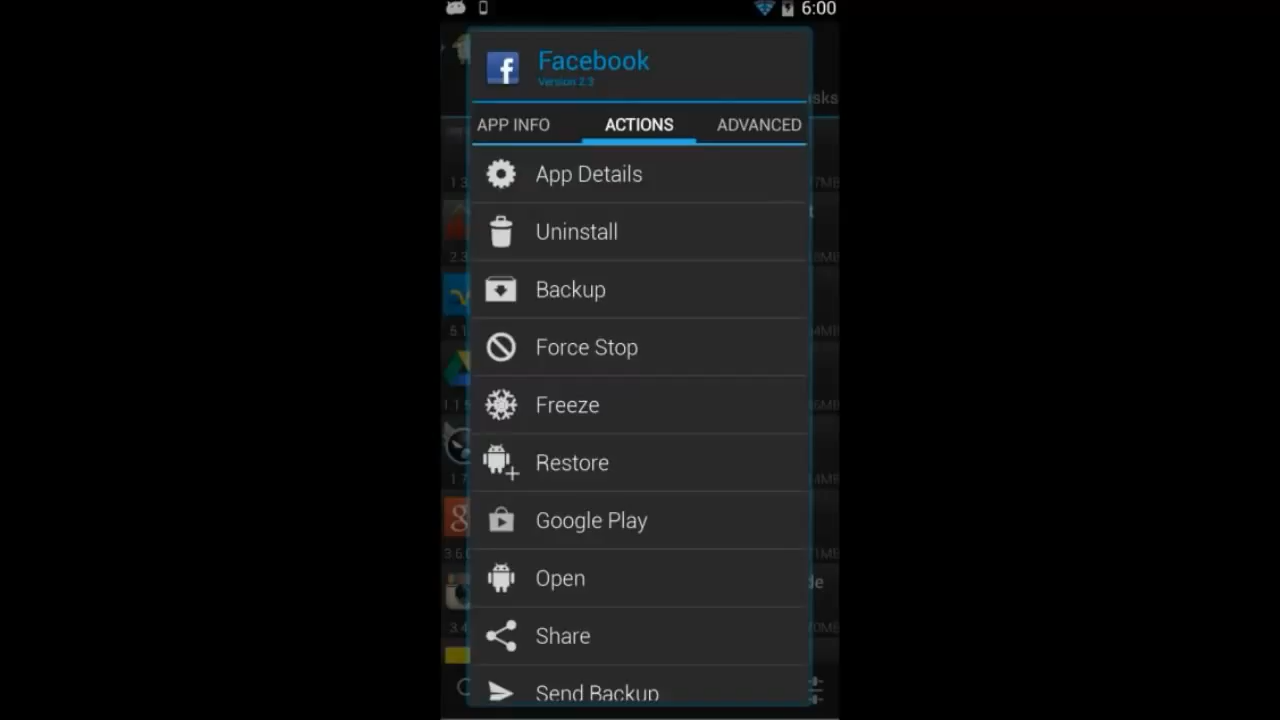 6:00
Facebook
Version 2.3
sks
APP INFO ACTIONS ADVANCED
App Details
Uninstall
Backup
Force Stop
Freeze
Restore
Google Play
Open
Share
Send Backup